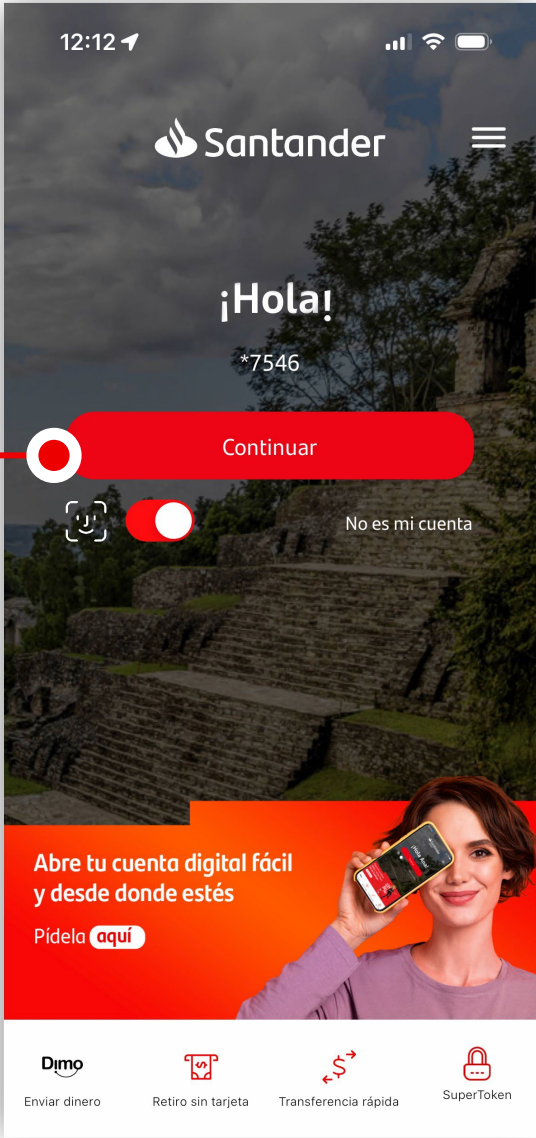 12:12
Santander
¡Hola!
*7546
Continuar
No es mi cuenta
Abre tu cuenta digital fácil
y desde donde estés
Pídela aquí
Dimo
Enviar dinero
Retiro sin tarjeta
Transferencia rápida
SuperToken